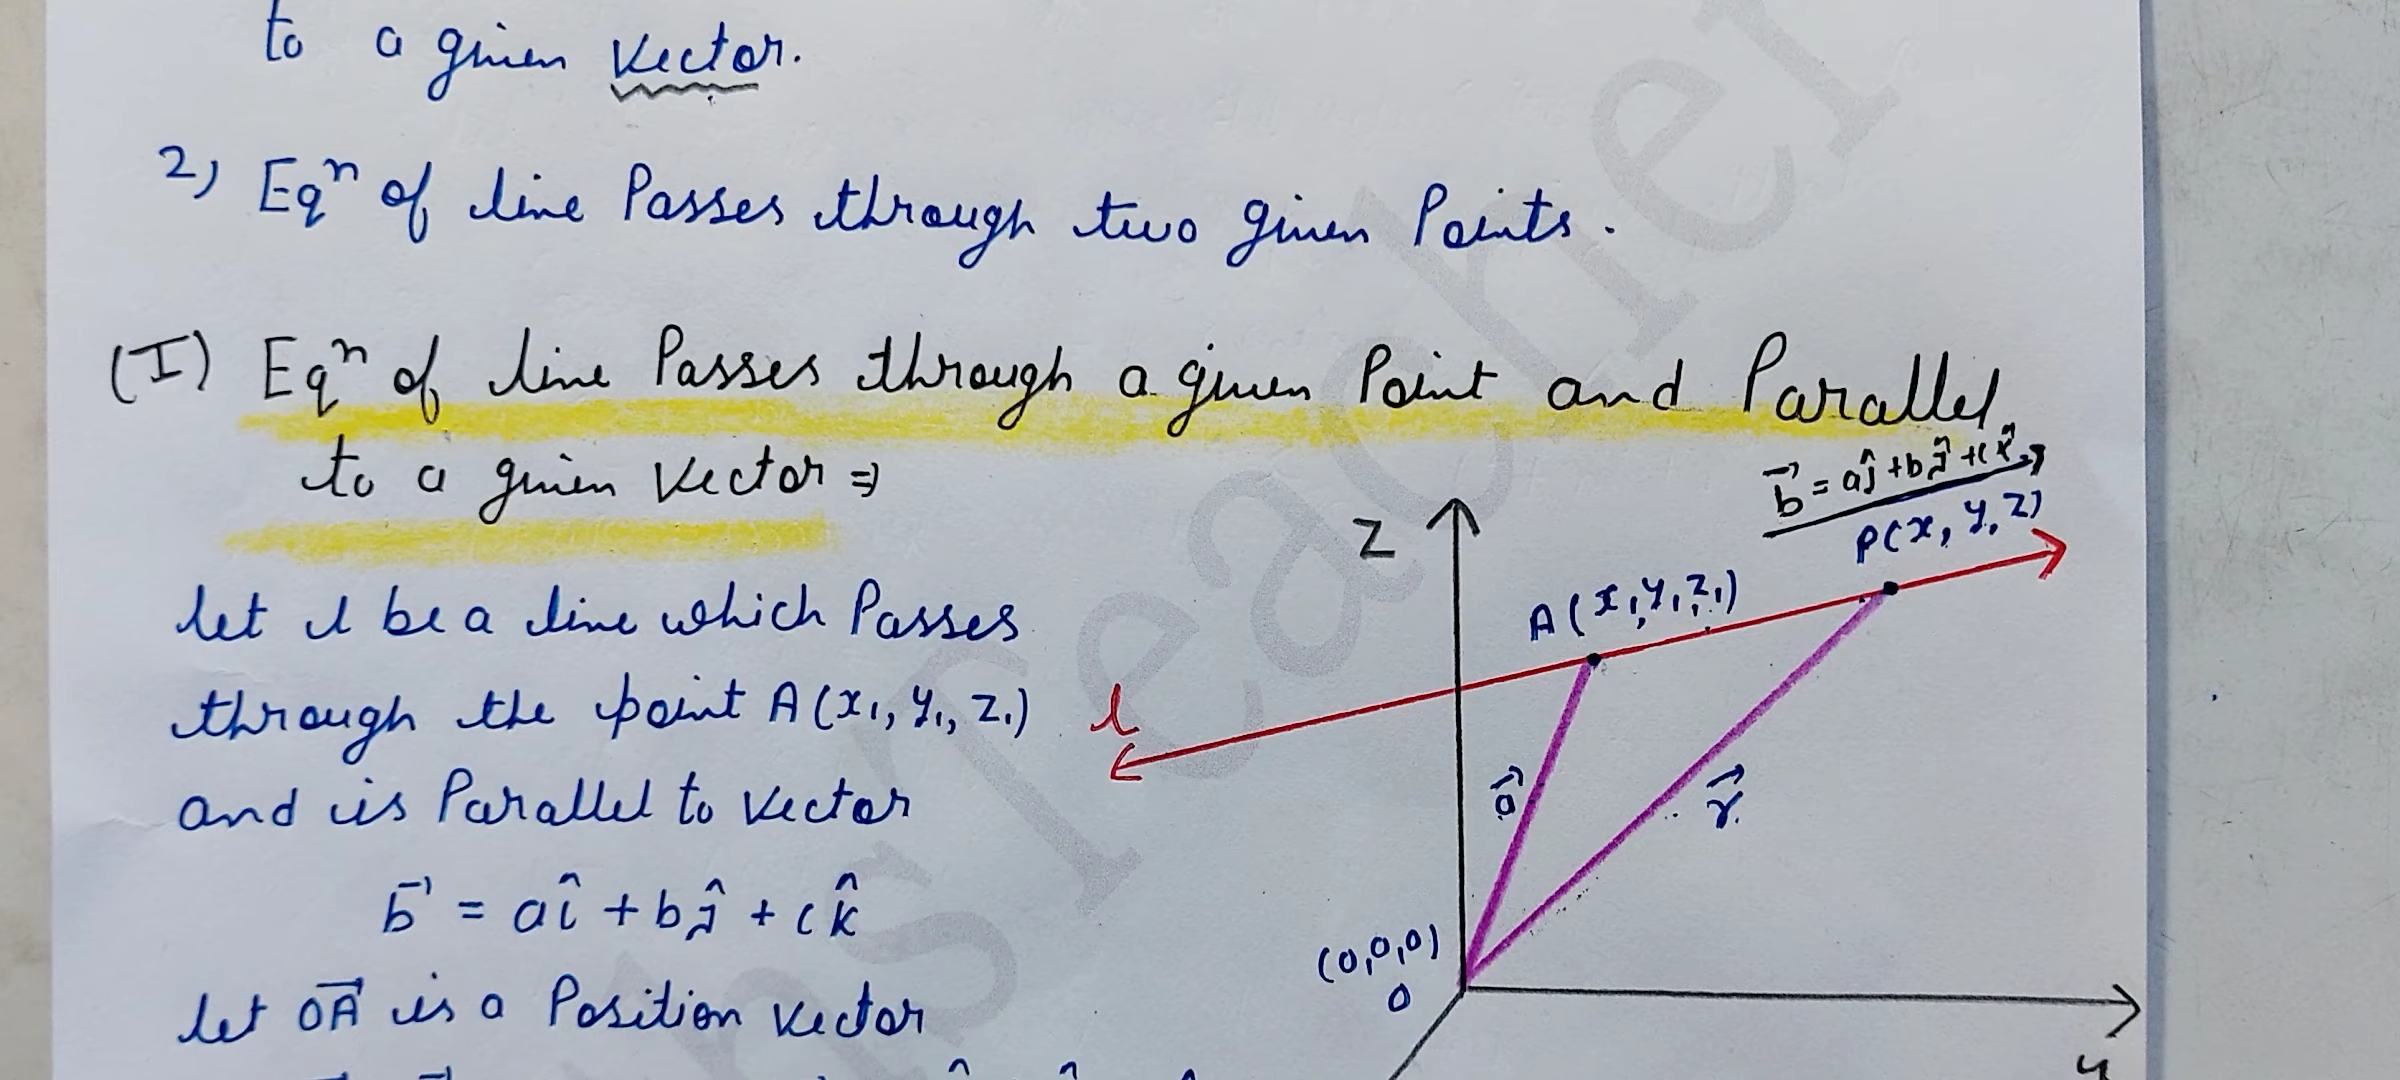 to a given vector.
2) Eqⁿ of line Passes through two given Points.
(I) Eqⁿ of line Passes through a given Point and Parallel
to a given vector ⇒
b⃗ = aĵ + bĵ + ck̂
Z
P(x, y, z)
A(x₁, y₁, z₁)
let l be a line which Passes
through the point A(x₁, y₁, z₁)
l
and is Parallel to vector
a⃗
r⃗
b⃗ = aî + bĵ + ck̂
(0,0,0)
O
let OA⃗ is a Position vector
y
insTeacher